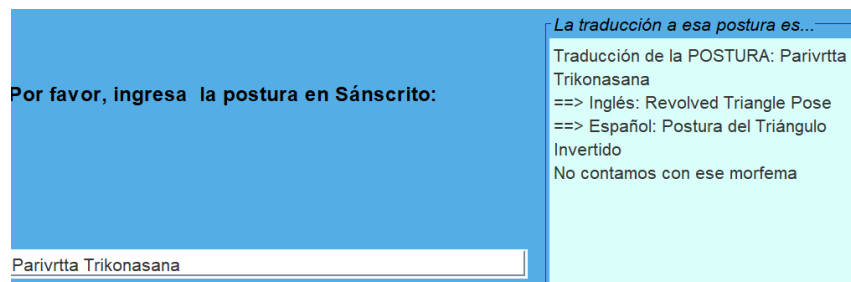 La traducción a esa postura es...
Por favor, ingresa la postura en Sánscrito:
Traducción de la POSTURA: Parivrtta
Trikonasana
==> Inglés: Revolved Triangle Pose
==> Español: Postura del Triángulo
Invertido
No contamos con ese morfema
Parivrtta Trikonasana